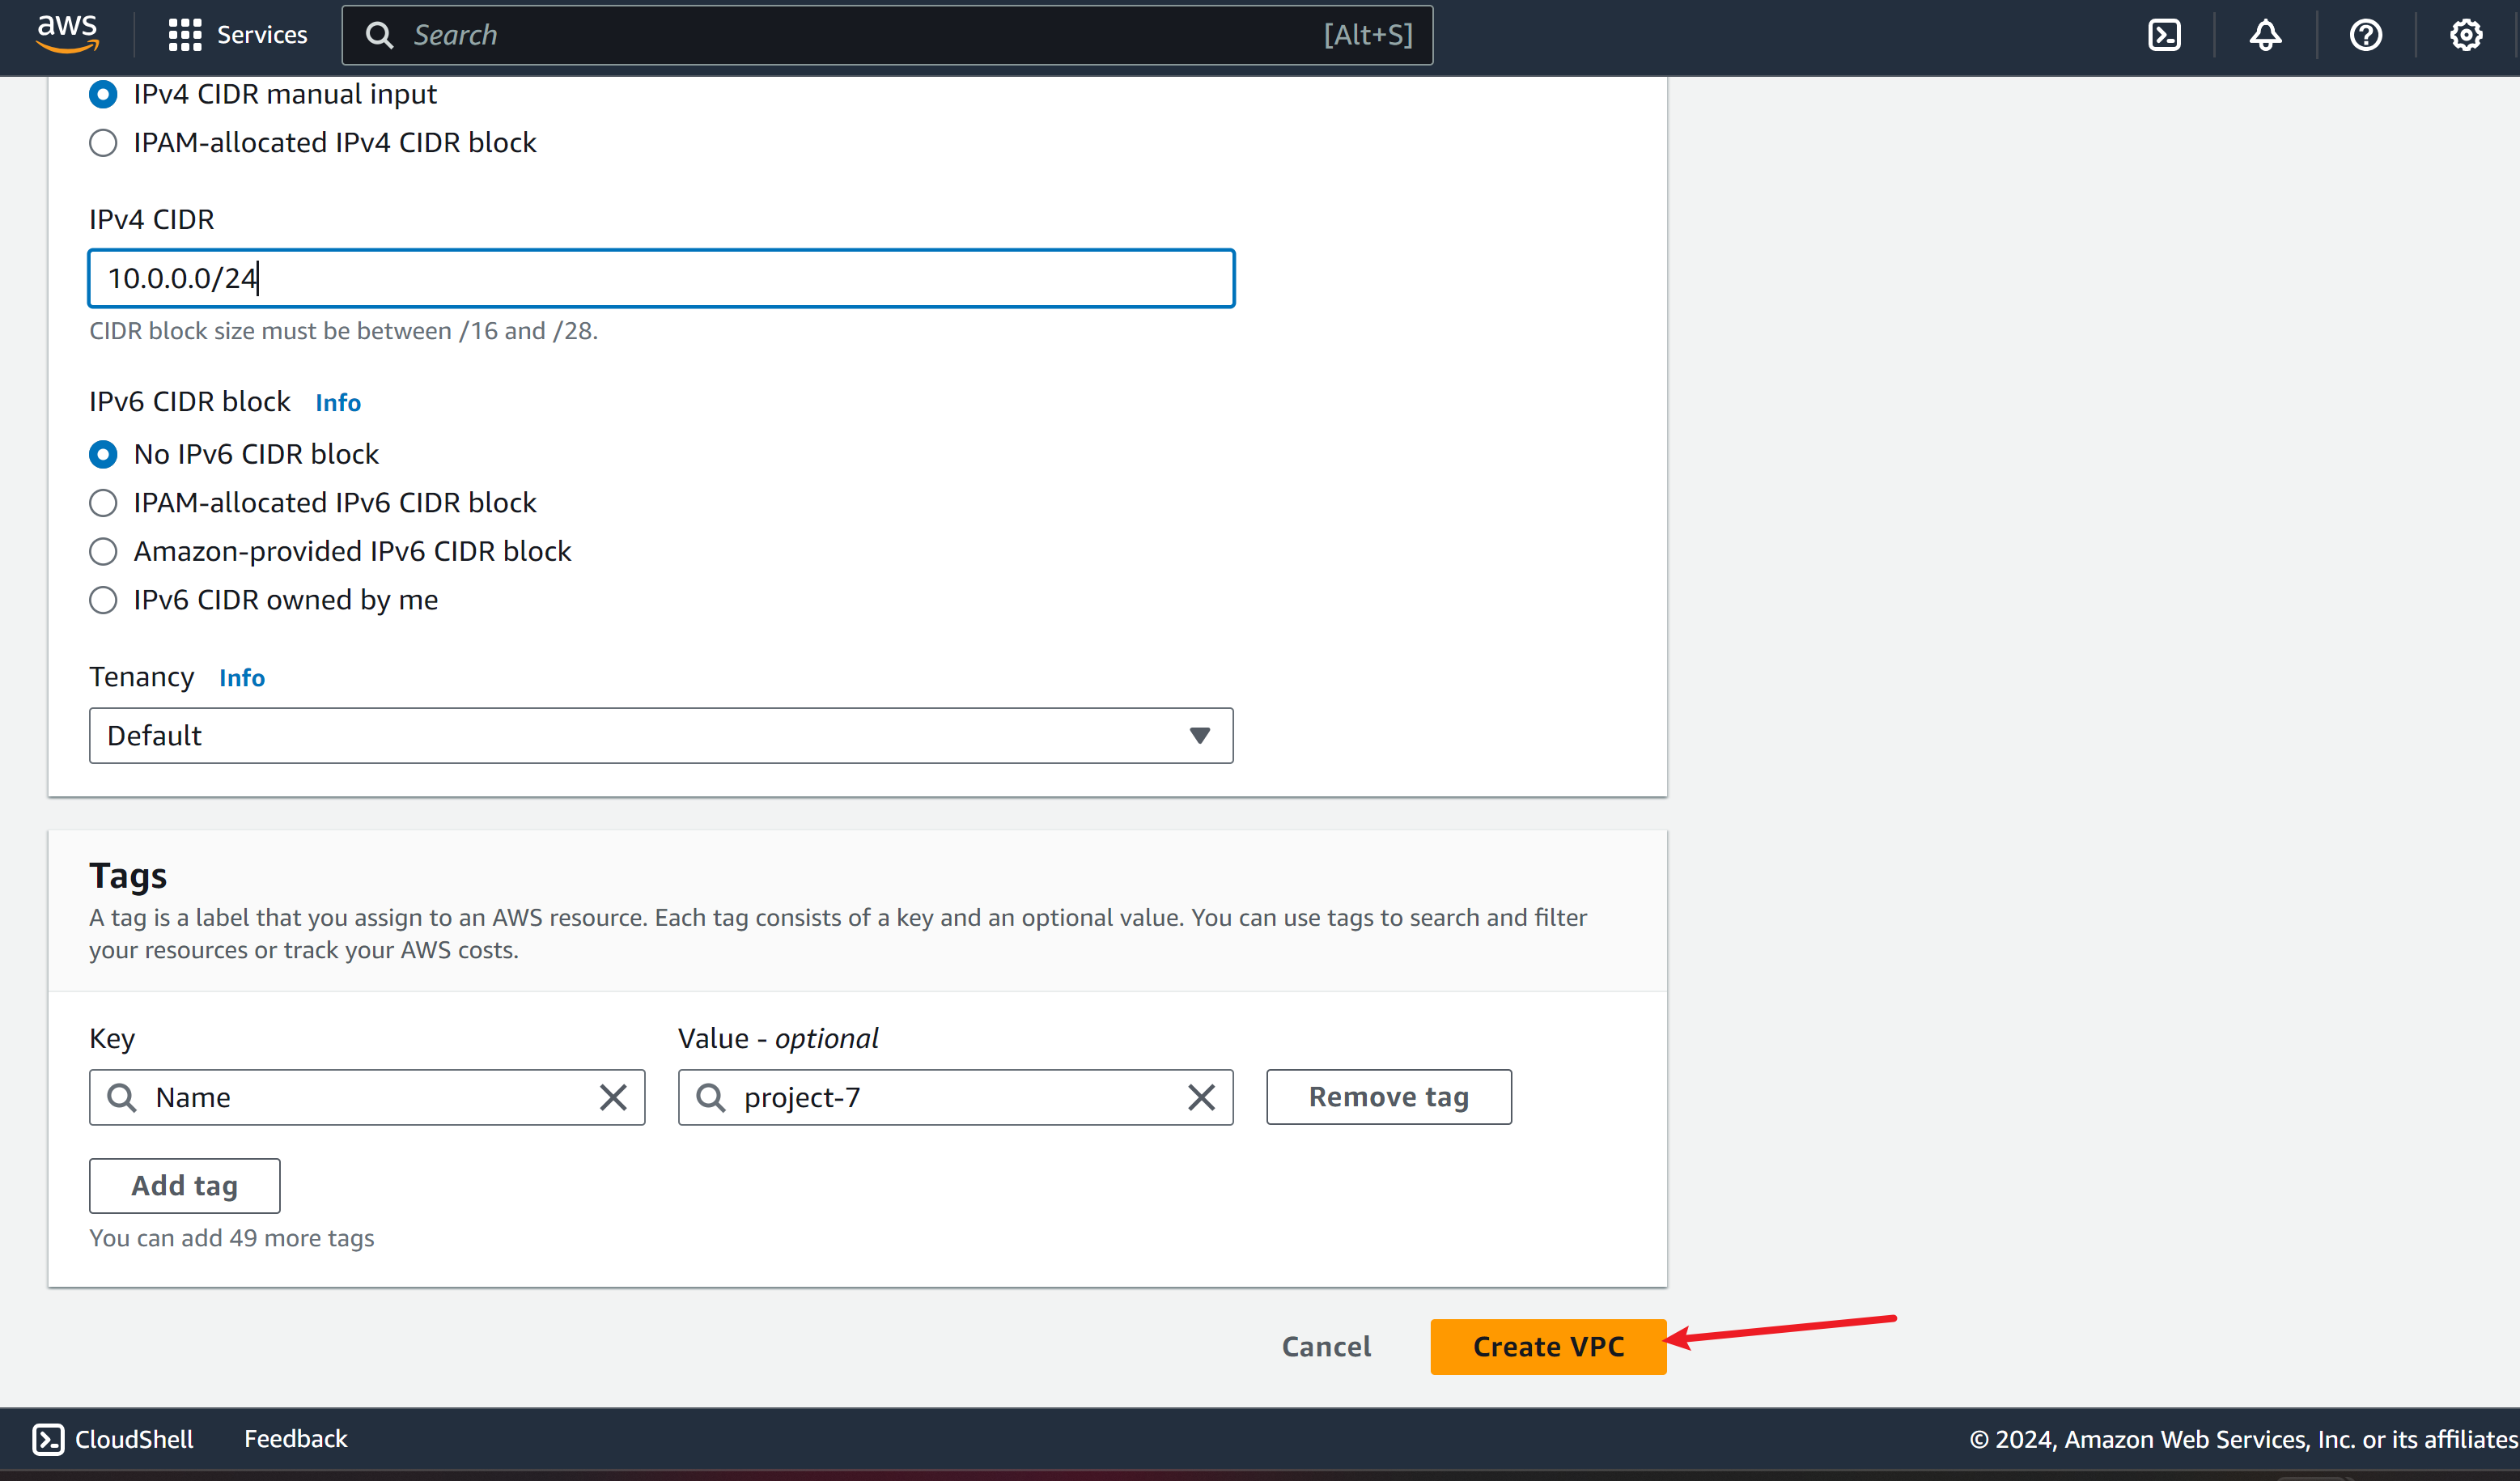 aws
Services
Search
[Alt+S]
IPv4 CIDR manual input
IPAM-allocated IPv4 CIDR block
IPv4 CIDR
10.0.0.0/24
CIDR block size must be between /16 and /28.
IPv6 CIDR block Info
No IPv6 CIDR block
IPAM-allocated IPv6 CIDR block
Amazon-provided IPv6 CIDR block
IPv6 CIDR owned by me
Tenancy Info
Default
Tags
A tag is a label that you assign to an AWS resource. Each tag consists of a key and an optional value. You can use tags to search and filter
your resources or track your AWS costs.
Key
Value - optional
Name
project-7
Remove tag
Add tag
You can add 49 more tags
Cancel
Create VPC
CloudShell
Feedback
© 2024, Amazon Web Services, Inc. or its affiliates